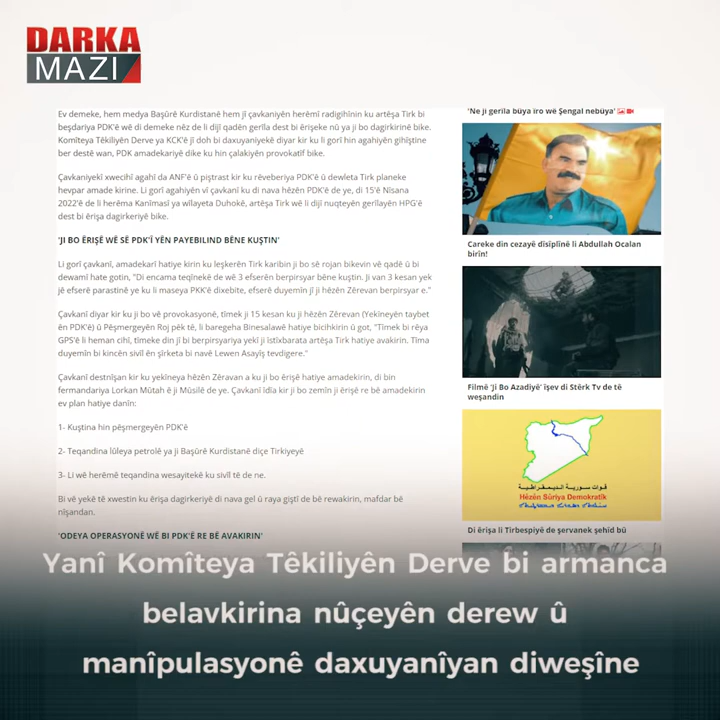 DARKA
MAZI
Ev demeke, hem medya Başûrê Kurdistanê hem jî çavkaniyên herêmî radigihînin ku artêşa Tirk bi
beşdariya PDK'ê wê di demeke nêz de li dijî qadên gerîla dest bi êrîşeke nû ya ji bo dagirkirinê bike.
Komîteya Têkiliyên Derve ya KCK'ê jî doh bi daxuyaniyekê diyar kir ku li gorî hin agahiyên gihîştine
ber destê wan, PDK amadekariyê dike ku hin çalakiyên provokatîf bike.
Çavkaniyekî xwecihî agahî da ANF'ê û piştrast kir ku rêveberiya PDK'ê û dewleta Tirk planeke
hevpar amade kirine. Li gorî agahiyên vî çavkanî ku di nava hêzên PDK'ê de ye, di 15'ê Nîsana
2022'ê de li herêma Kanîmasî ya wîlayeta Duhokê, artêşa Tirk wê li dijî nuqteyên gerîlayên HPG'ê
dest bi êrîşa dagirkeriyê bike.
'JI BO ÊRIŞÊ WÊ SÊ PDK'Î YÊN PAYEBILIND BÊNE KUŞTIN'
Li gorî çavkanî, amadekarî hatiye kirin ku leşkerên Tirk karibin ji bo sê rojan bikevin vê qadê û bi
dewamî hate gotin, "Di encama teqînekê de wê 3 efserên berpirsyar bêne kuştin. Ji van 3 kesan yek
jê efserê parastinê ye ku li maseya PKK'ê dixebite, efserê duyemîn jî ji hêzên Zêrevan berpirsyar e."
Çavkanî diyar kir ku ji bo vê provokasyonê, tîmek ji 15 kesan ku ji hêzên Zêrevan (Yekîneyên taybet
ên PDK'ê) û Pêşmergeyên Roj pêk tê, li baregeha Binesalawê hatiye bicihkirin û got, "Tîmek bi rêya
GPS'ê li heman cihî, tîmeke din jî bi berpirsiyariya yekî ji îstixbarata artêşa Tirk hatiye avakirin. Tîma
duyemîn bi kincên sivîl ên şîrketa bi navê Lewen Asayîş tevdigere."
Çavkanî destnîşan kir ku yekîneya hêzên Zêravan a ku ji bo êrîşê hatiye amadekirin, di bin
fermandariya Lorkan Mûtah ê ji Mûsilê de ye. Çavkanî îdîa kir ji bo zemîn ji êrîşê re bê amadekirin
ev plan hatiye danîn:
1- Kuştina hin pêşmergeyên PDK'ê
2- Teqandina lûleya petrolê ya ji Başûrê Kurdistanê diçe Tirkiyeyê
3- Li wê herêmê teqandina wesayîtekê ku sivîl tê de ne.
Bi vê yekê tê xwestin ku êrîşa dagirkeriyê di nava gel û raya giştî de bê rewakirin, mafdar bê
nîşandan.
'ODEYA OPERASYONÊ WÊ BI PDK'Ê RE BÊ AVAKIRIN'
'Ne ji gerîla bûya îro wê Şengal nebûya'
Careke din cezayê dîsîplînê li Abdullah Ocalan
birîn!
Fîlmê 'Ji Bo Azadiyê' îşev di Stêrk Tv de tê
weşandin
قوات سورية الديمقراطية
Hêzên Sûriya Demokratîk
Di êrîşa li Tirbespiyê de şervanek şehîd bû
Yanî Komîteya Têkiliyên Derve bi armanca
belavkirina nûçeyên derew û
manîpulasyonê daxuyanîyan diweşîne